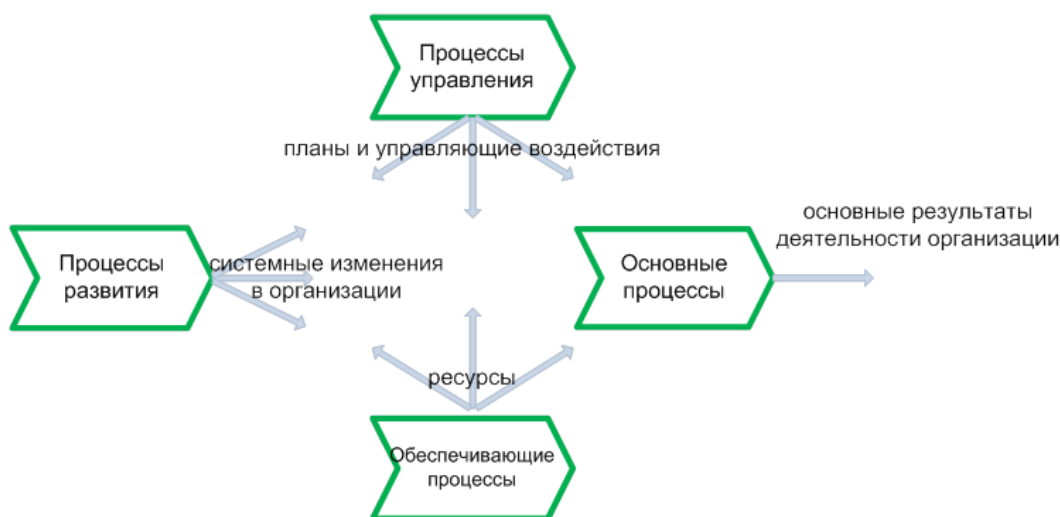 Процессы
управления
планы и управляющие воздействия
основные результаты
деятельности организации
Процессы
развития
системные изменения
в организации
Основные
процессы
ресурсы
Обеспечивающие
процессы